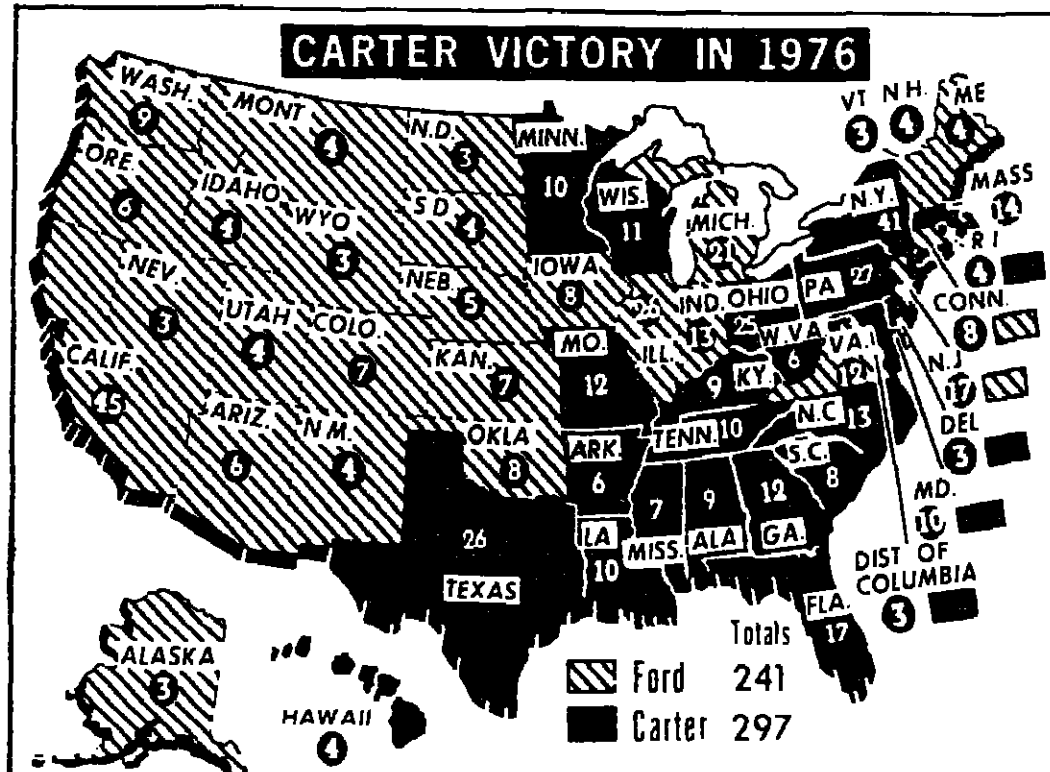 CARTER VICTORY IN 1976
WASH.
9
MONT
4
N.D.
3
MINN.
10
VT
3
N H.
4
ME
4
ORE.
6
IDAHO
4
WYO
3
S D
4
WIS.
11
MICH.
21
N.Y.
41
MASS
14
R I
4
NEV.
3
UTAH
4
COLO.
7
NEB.
5
IOWA
8
ILL.
26
IND.
13
OHIO
25
PA
27
CONN.
8
CALIF.
45
ARIZ.
6
N M.
4
KAN.
7
MO.
12
KY.
9
W.VA.
6
VA.
12
N J
17
OKLA
8
ARK.
6
TENN.
10
N.C
13
S.C.
8
DEL
3
TEXAS
26
LA
10
MISS.
7
ALA
9
GA.
12
MD.
10
DIST OF
COLUMBIA
3
FLA.
17
ALASKA
3
HAWAII
4
Totals
Ford 241
Carter 297